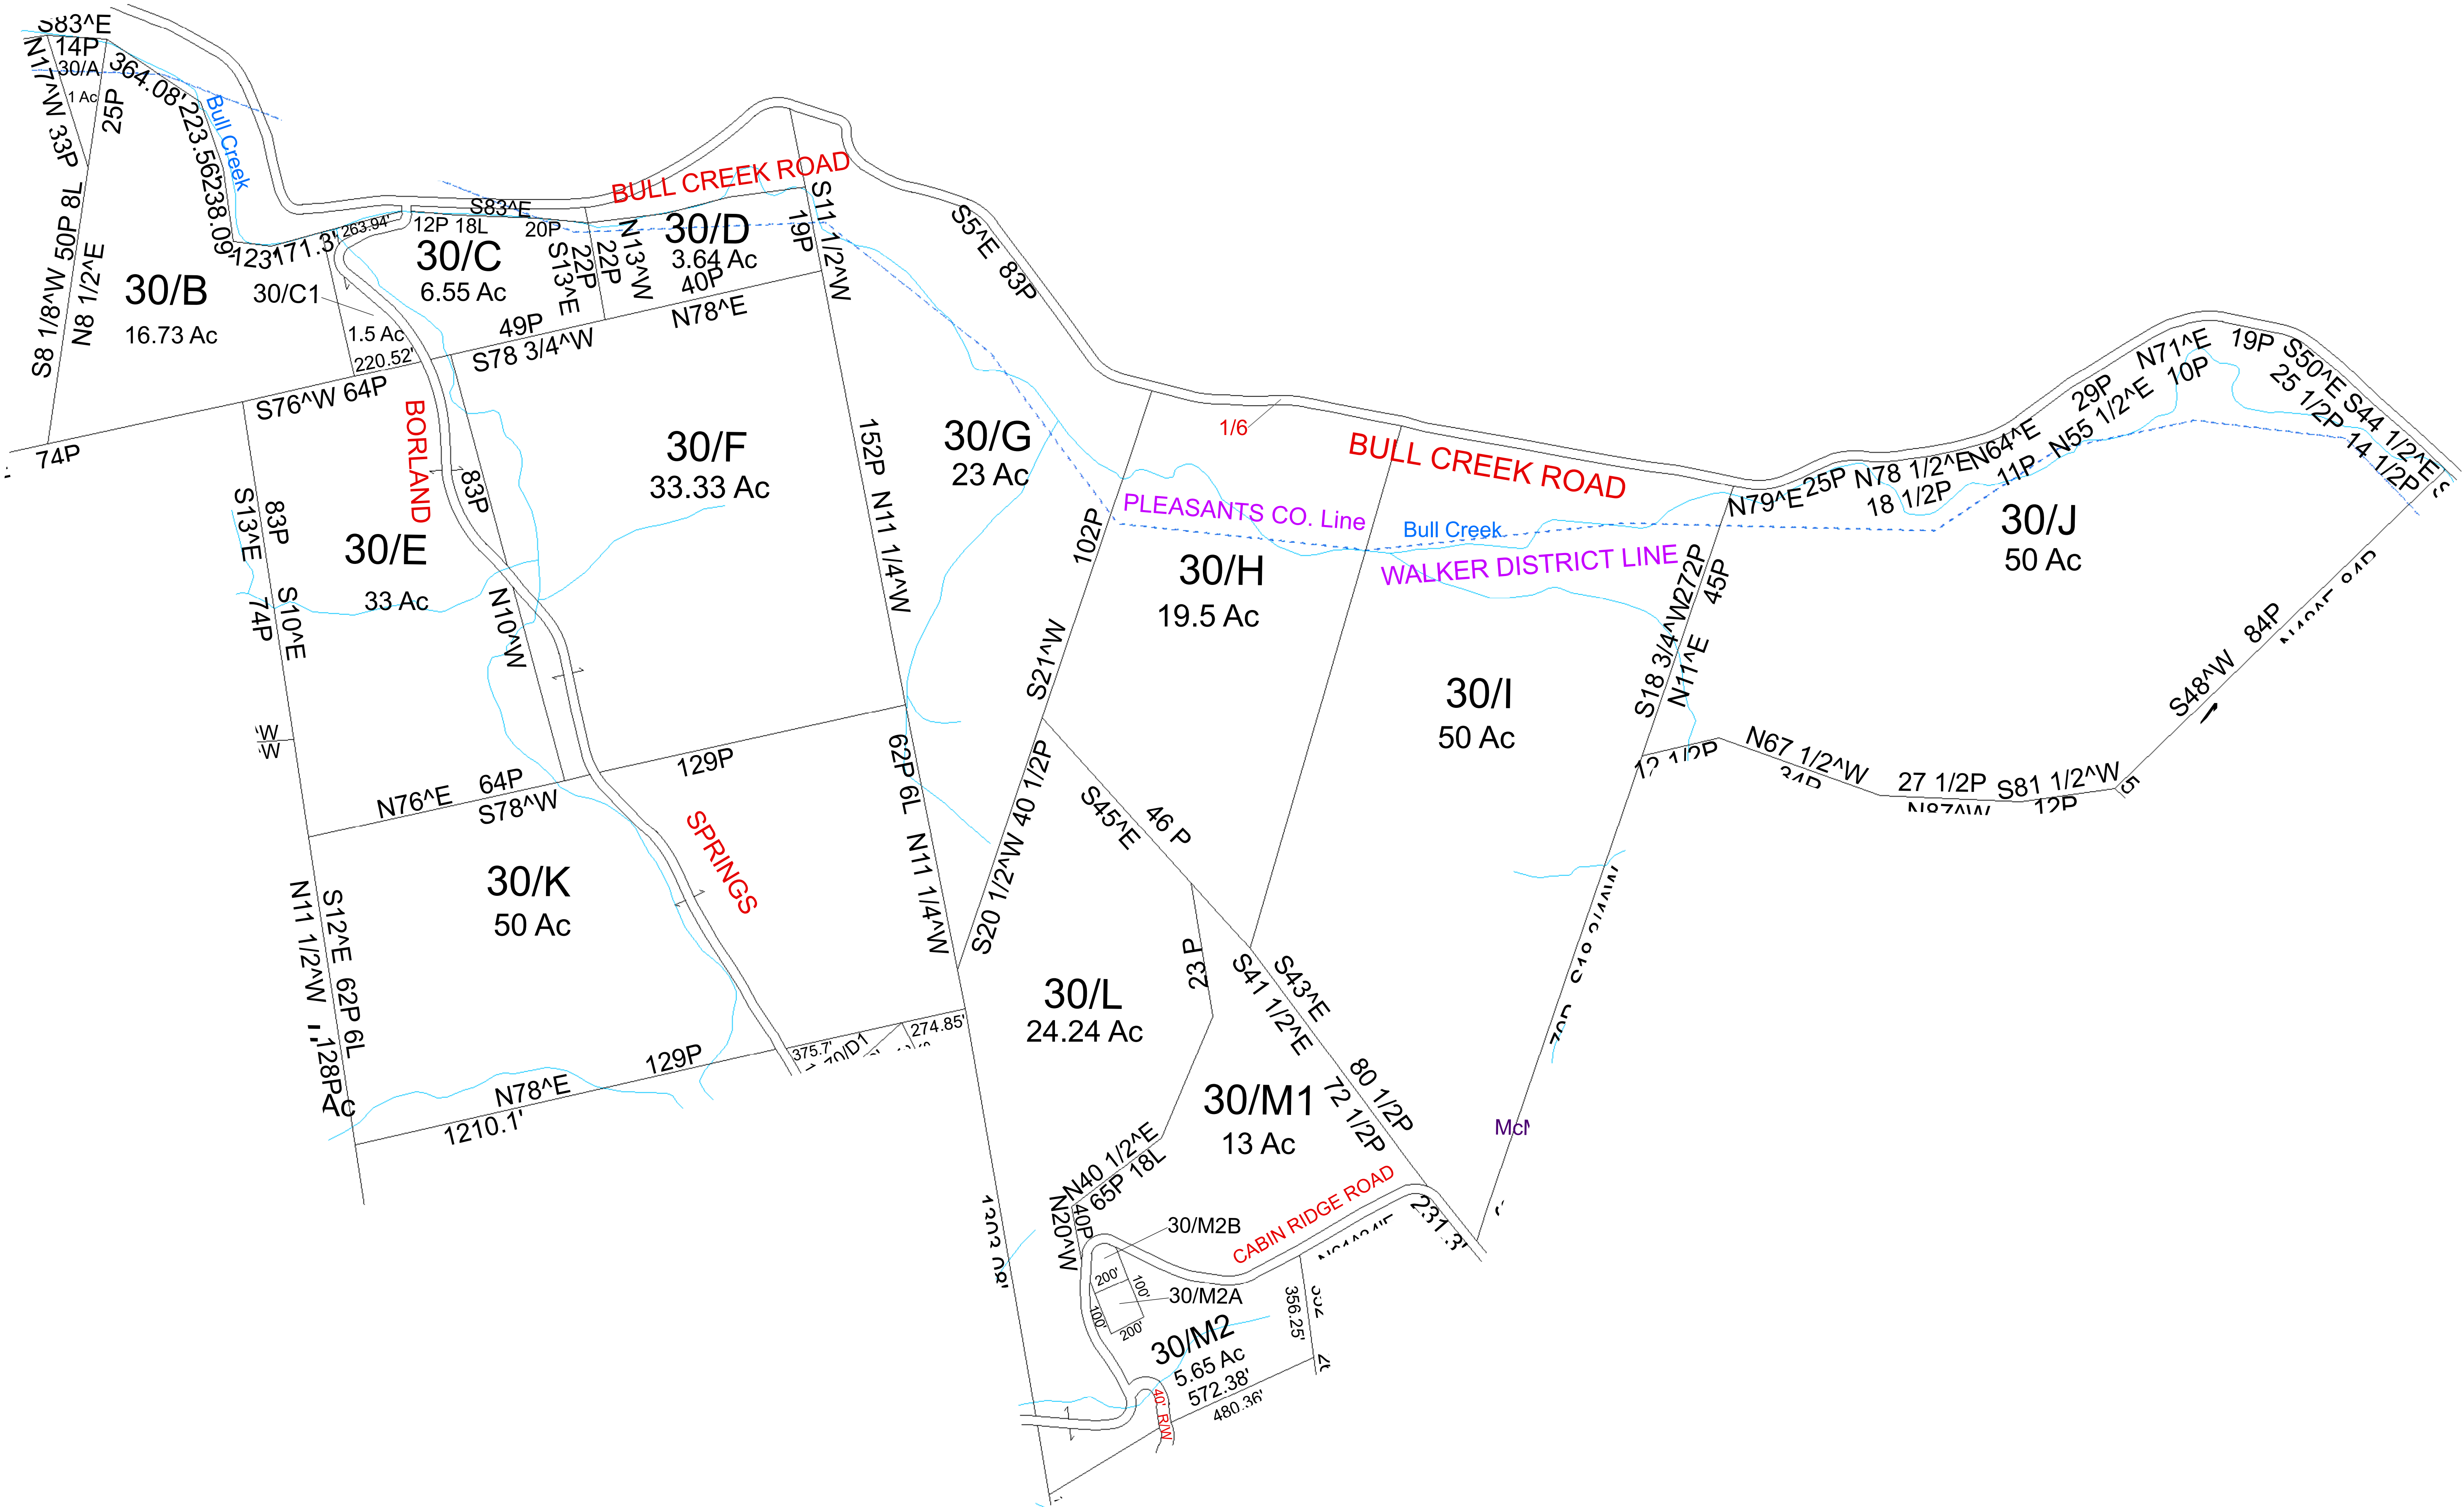 S83^E
14P
30/A
1 Ac
N17^W 33P
25P
364.08'
223.56'
238.09'
Bull Creek
S8 1/8^W 50P 8L
N8 1/2^E
30/B
16.73 Ac
123'
171.3'
263.94'
30/C1
1.5 Ac
220.52'
S76^W 64P
74P
S83^E
12P 18L
20P
30/C
6.55 Ac
S13^E
22P
22P
N13^W
49P
S78 3/4^W
BULL CREEK ROAD
30/D
3.64 Ac
40P
N78^E
19P
S11 1/2^W
S5^E 83P
BORLAND
83P
S13^E
83P
30/E
33 Ac
74P
S10^E
N10^W
30/F
33.33 Ac
152P N11 1/4^W
30/G
23 Ac
1/6
BULL CREEK ROAD
PLEASANTS CO. Line
Bull Creek
WALKER DISTRICT LINE
102P
S21^W
30/H
19.5 Ac
30/I
50 Ac
S18 3/4^W
272P
45P
N11^E
N79^E
25P
N78 1/2^E
18 1/2P
N64^E
11P
29P
N55 1/2^E
N71^E
10P
19P
S50^E
25 1/2P
S44 1/2^E
14 1/2P
30/J
50 Ac
84P
S48^W
N67 1/2^W
27 1/2P
S81 1/2^W
12P
^W
N76^E
64P
S78^W
129P
62P 6L N11 1/4^W
S20 1/2^W 40 1/2P
S45^E
46 P
SPRINGS
30/K
50 Ac
N11 1/2^W
S12^E 62P 6L
128P
Ac
N78^E
129P
1210.1'
375.7'
70/D1
274.85'
30/L
24.24 Ac
23 P
S43^E
S41 1/2^E
80 1/2P
72 1/2P
30/M1
13 Ac
N40 1/2^E
65P 18L
40P
N20^W
30/M2B
CABIN RIDGE ROAD
231.3'
200'
100'
30/M2A
100'
200'
356.25'
30/M2
5.65 Ac
572.38'
480.36'
40' R/W